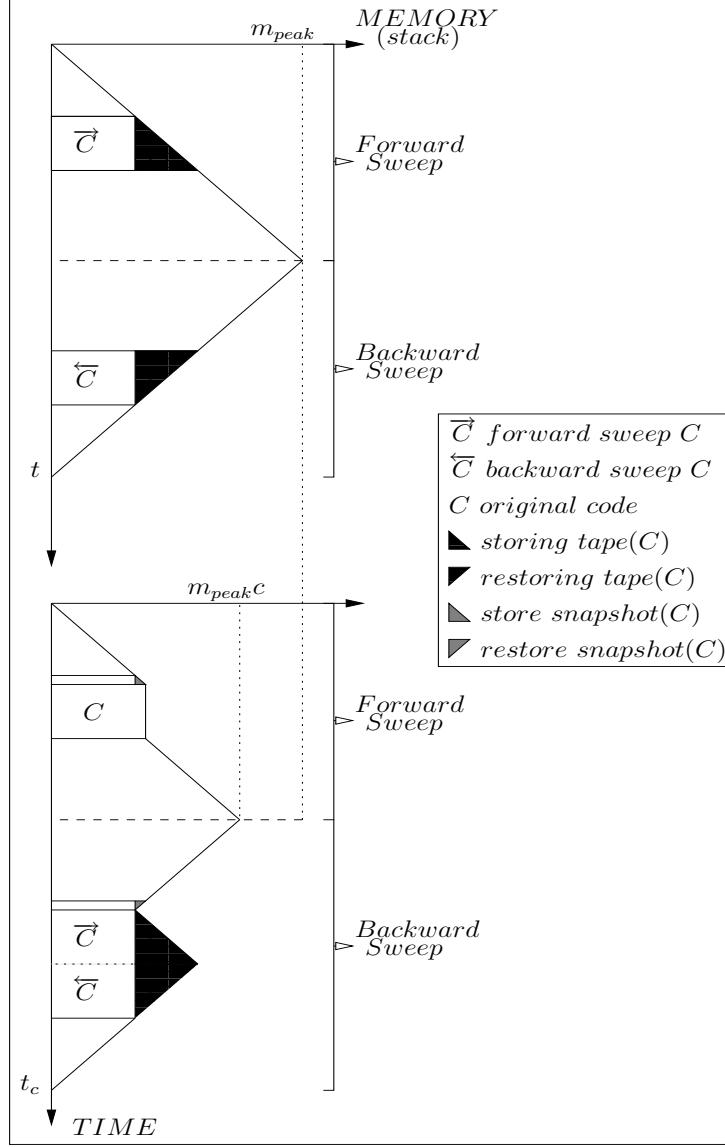 m_peak
MEMORY
(stack)
→C
Forward
Sweep
Backward
Sweep
←C
t
→C forward sweep C
←C backward sweep C
C original code
storing tape(C)
restoring tape(C)
store snapshot(C)
restore snapshot(C)
m_peak c
C
Forward
Sweep
→C
Backward
Sweep
←C
t_c
TIME